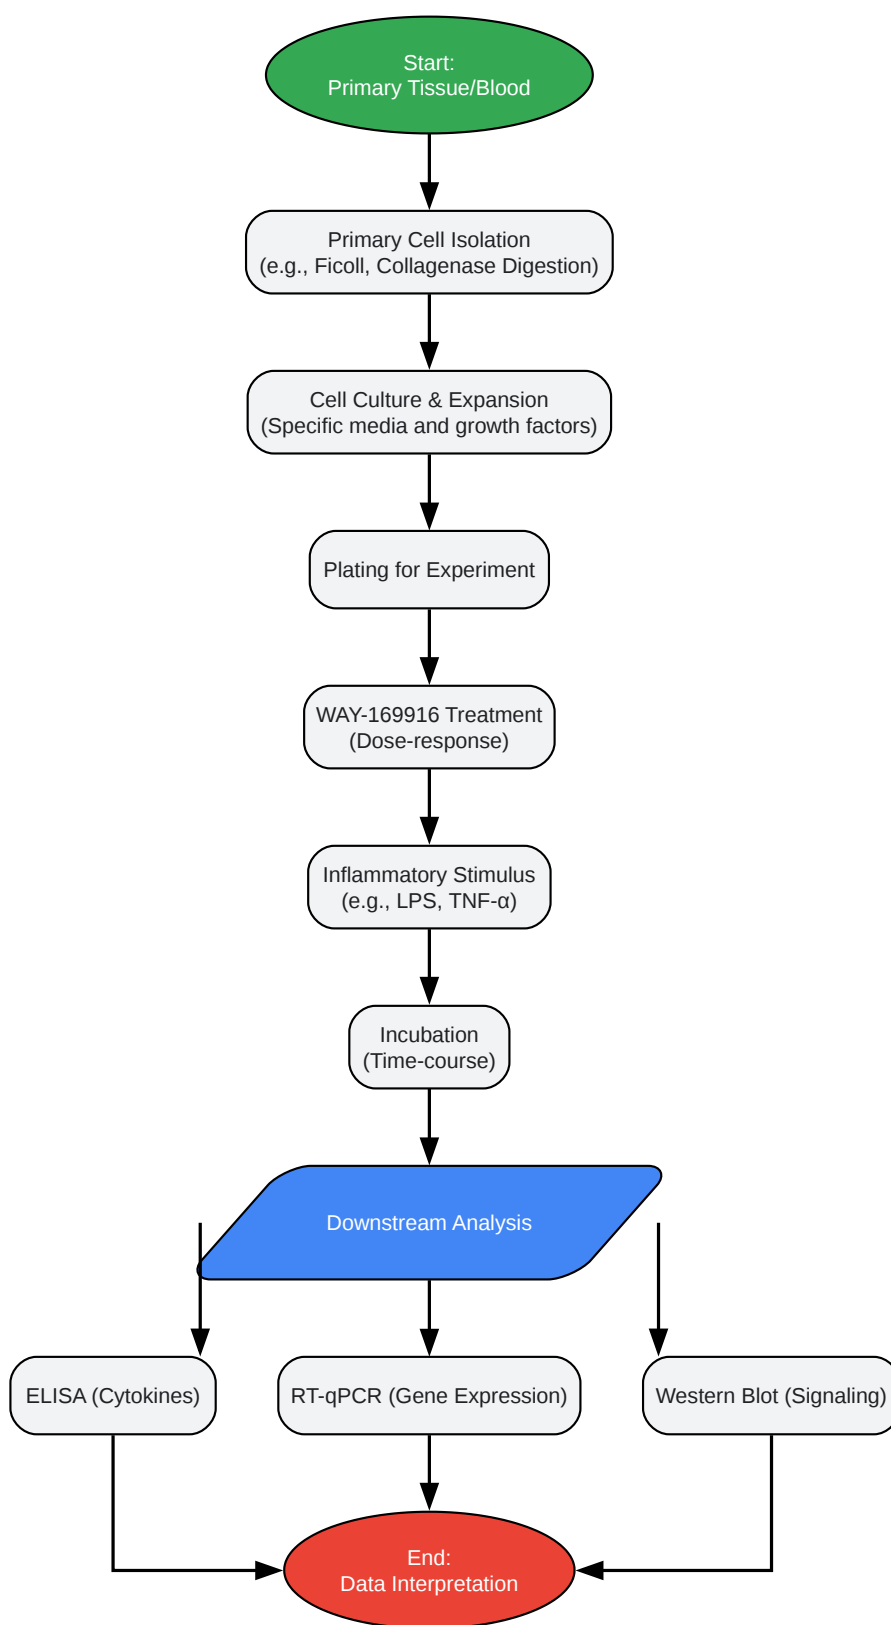 Start:
Primary Tissue/Blood
Primary Cell Isolation
(e.g., Ficoll, Collagenase Digestion)
Cell Culture & Expansion
(Specific media and growth factors)
Plating for Experiment
WAY-169916 Treatment
(Dose-response)
Inflammatory Stimulus
(e.g., LPS, TNF-α)
Incubation
(Time-course)
Downstream Analysis
ELISA (Cytokines)
RT-qPCR (Gene Expression)
Western Blot (Signaling)
End:
Data Interpretation